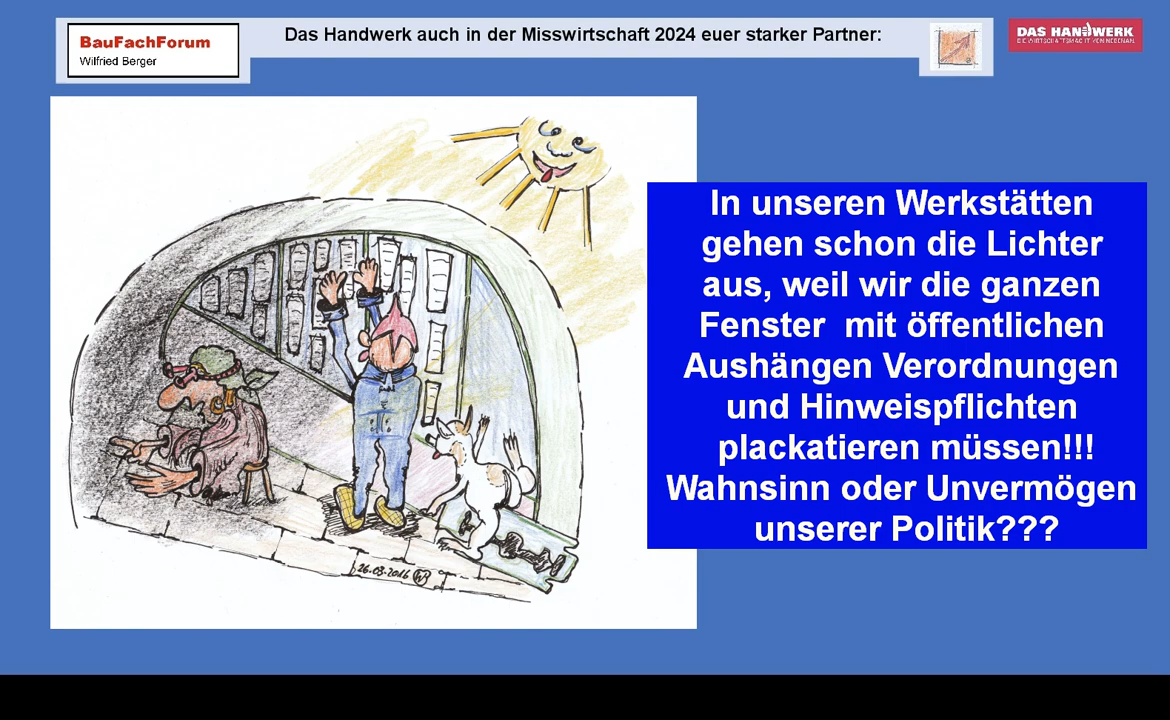 BauFachForum
Wilfried Berger
Das Handwerk auch in der Misswirtschaft 2024 euer starker Partner:
DAS HANDWERK
DIE WIRTSCHAFTSMACHT VON NEBENAN.
In unseren Werkstätten
gehen schon die Lichter
aus, weil wir die ganzen
Fenster  mit öffentlichen
Aushängen Verordnungen
und Hinweispflichten
plackatieren müssen!!!
Wahnsinn oder Unvermögen
unserer Politik???
26.03.2016